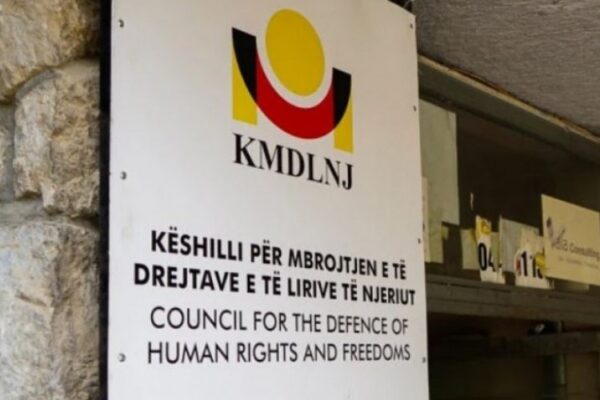 KMDLNJ
KËSHILLI PËR MBROJTJEN E TË
DREJTAVE E TË LIRIVE TË NJERIUT
COUNCIL FOR THE DEFENCE OF
HUMAN RIGHTS AND FREEDOMS
Consulting